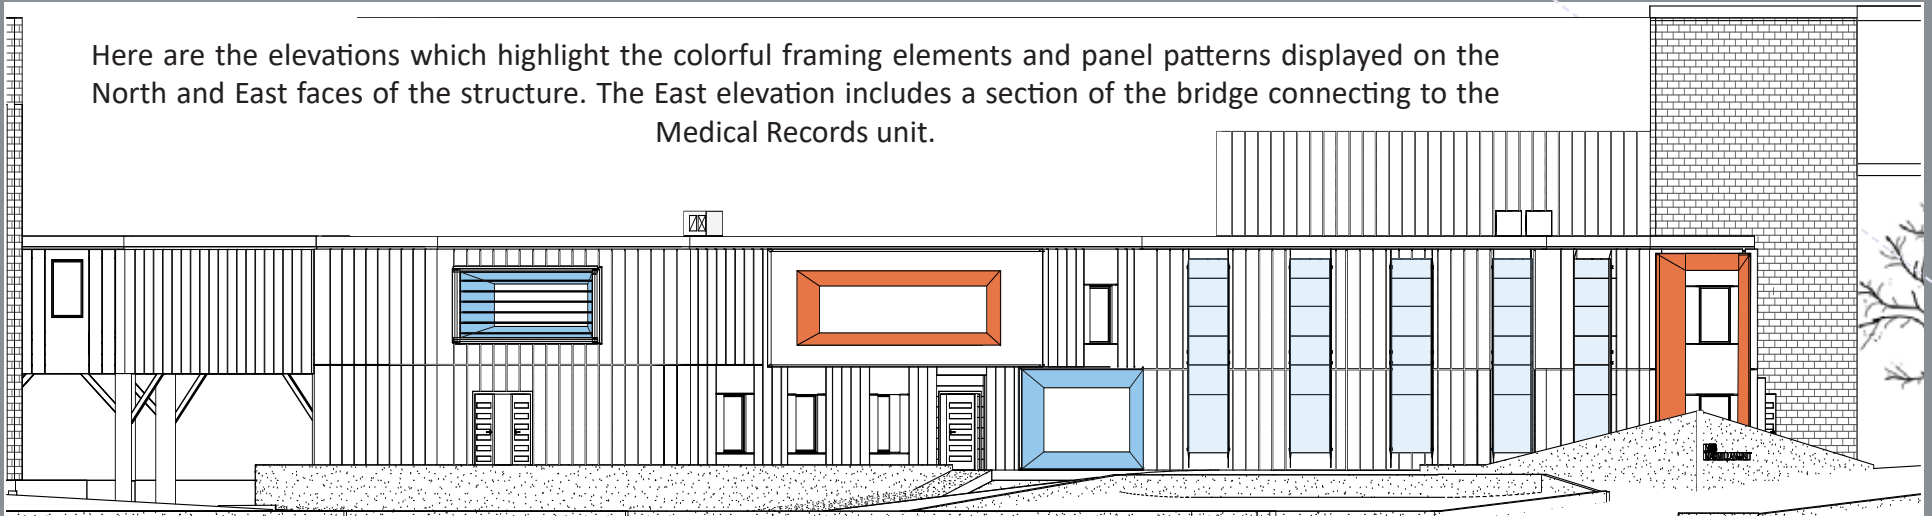 Here are the elevations which highlight the colorful framing elements and panel patterns displayed on the
North and East faces of the structure. The East elevation includes a section of the bridge connecting to the
Medical Records unit.